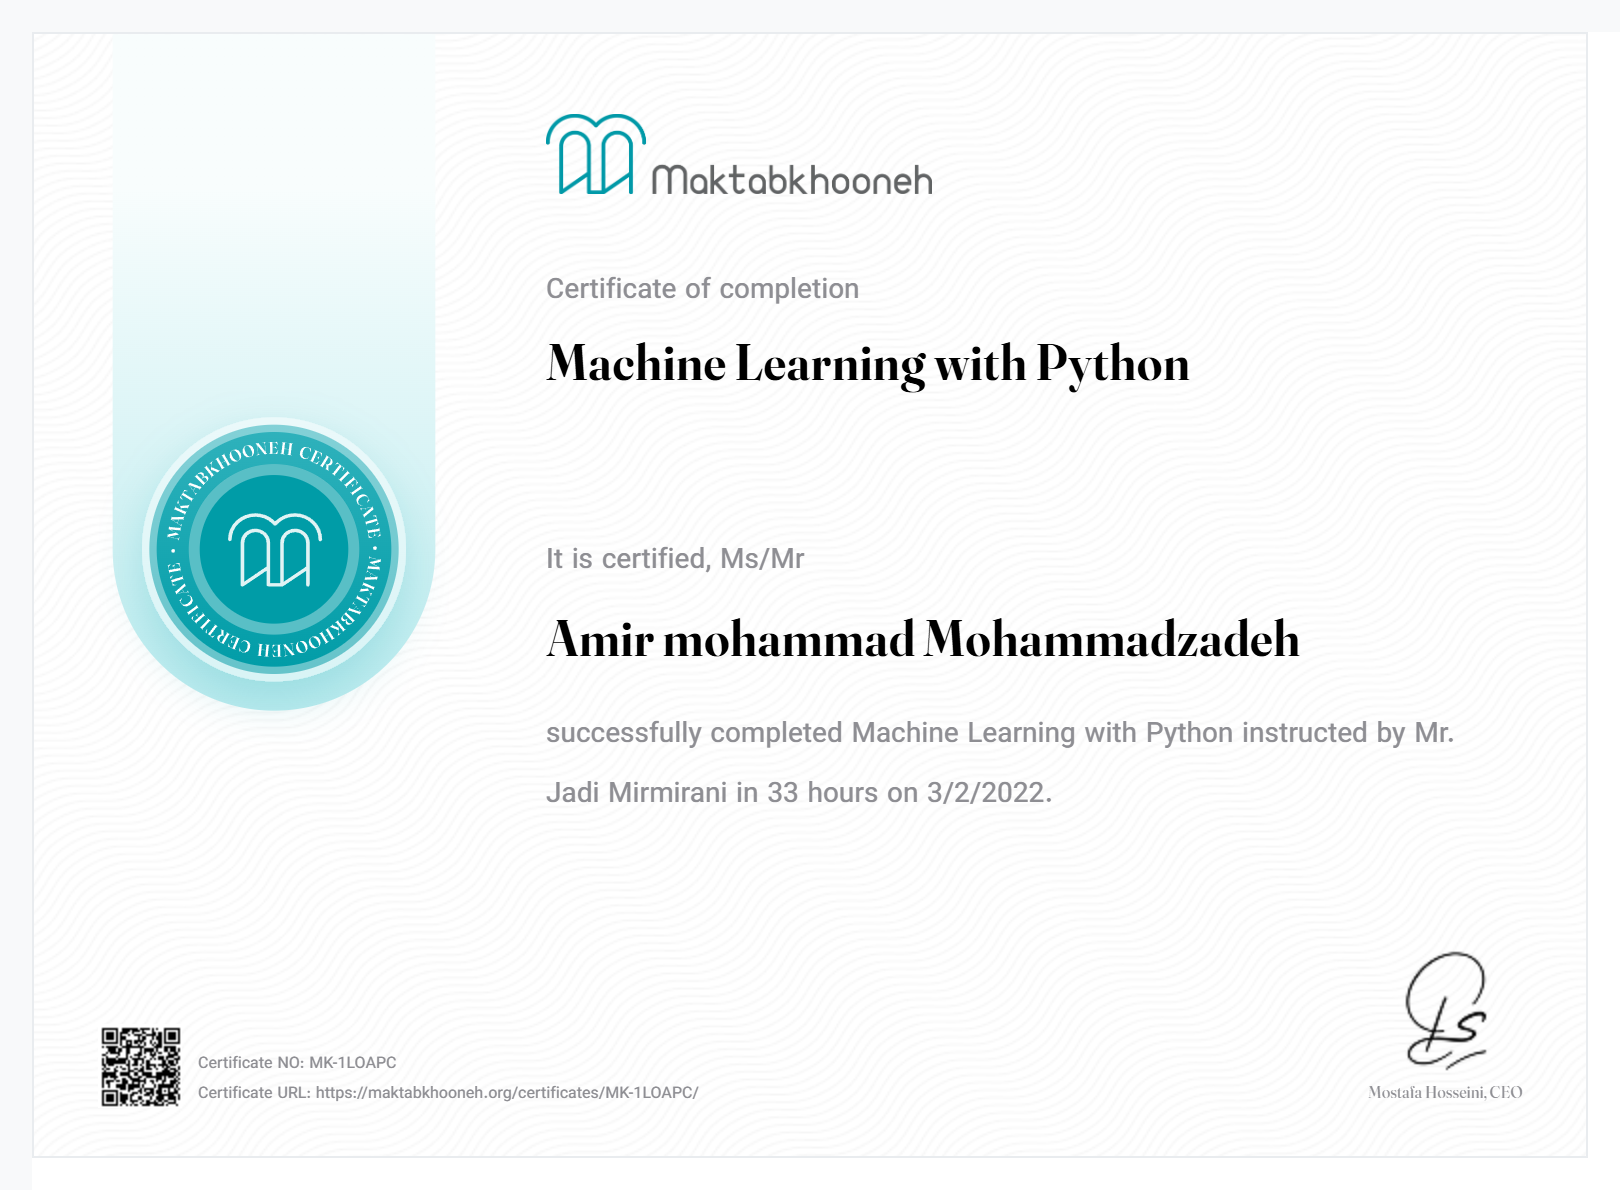 Maktabkhooneh
Certificate of completion
Machine Learning with Python
MAKTABKHOONEH CERTIFICATE • MAKTABKHOONEH CERTIFICATE •
It is certified, Ms/Mr
Amir mohammad Mohammadzadeh
successfully completed Machine Learning with Python instructed by Mr.
Jadi Mirmirani in 33 hours on 3/2/2022.
Certificate NO: MK-1LOAPC
Certificate URL: https://maktabkhooneh.org/certificates/MK-1LOAPC/
Mostafa Hosseini, CEO